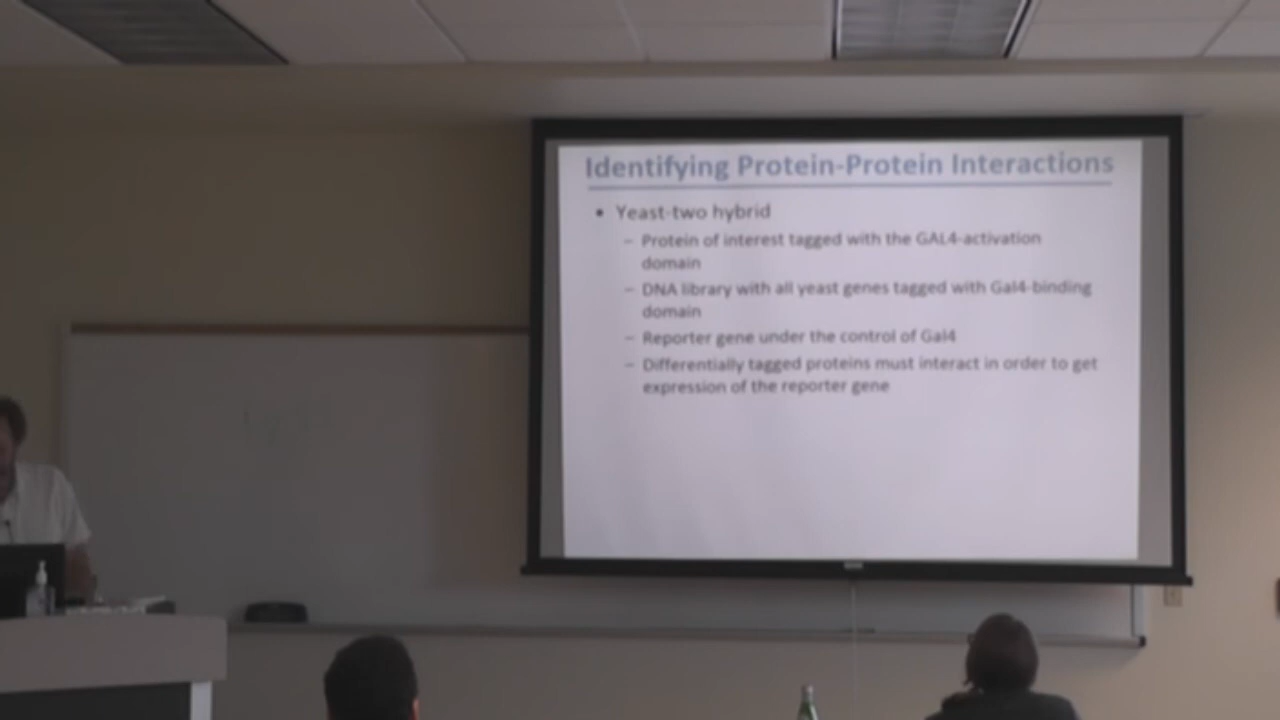 Identifying Protein-Protein Interactions
• Yeast-two hybrid
– Protein of interest tagged with the GAL4-activation
domain
– DNA library with all yeast genes tagged with Gal4-binding
domain
– Reporter gene under the control of Gal4
– Differentially tagged proteins must interact in order to get
expression of the reporter gene